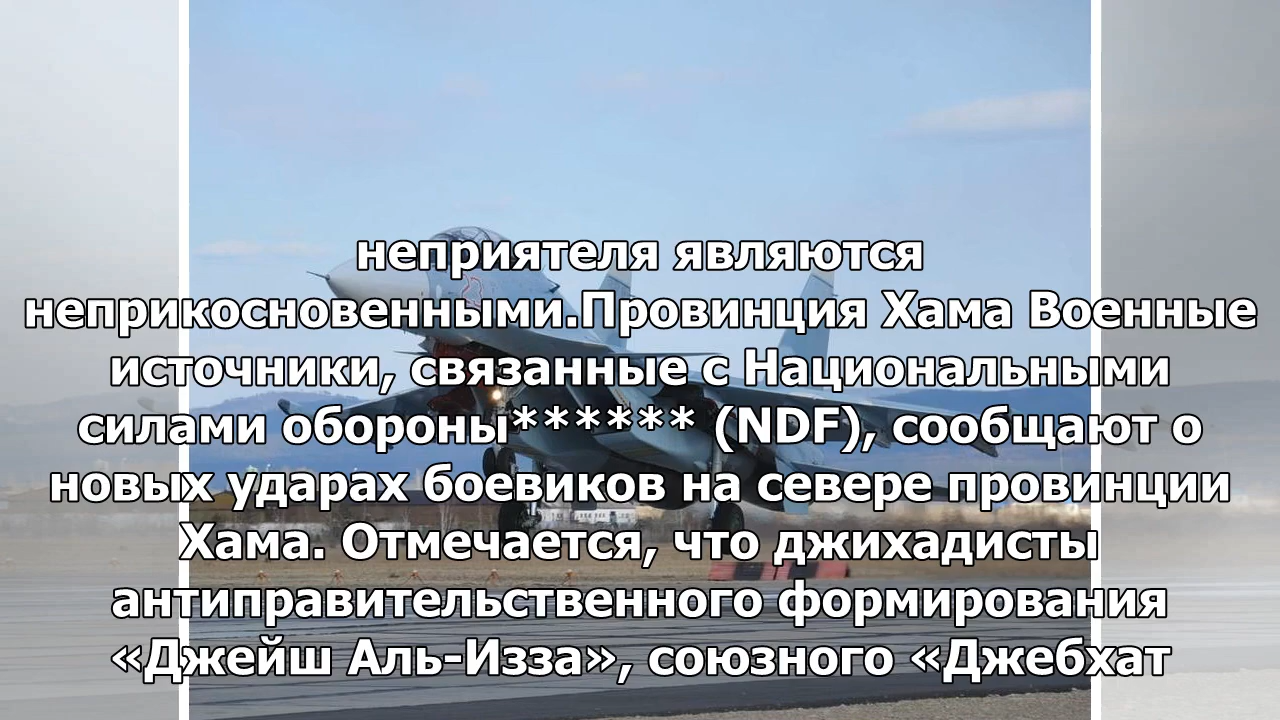 неприятеля являются
неприкосновенными.Провинция Хама Военные
источники, связанные с Национальными
силами обороны****** (NDF), сообщают о
новых ударах боевиков на севере провинции
Хама. Отмечается, что джихадисты
антиправительственного формирования
«Джейш Аль-Изза», союзного «Джебхат